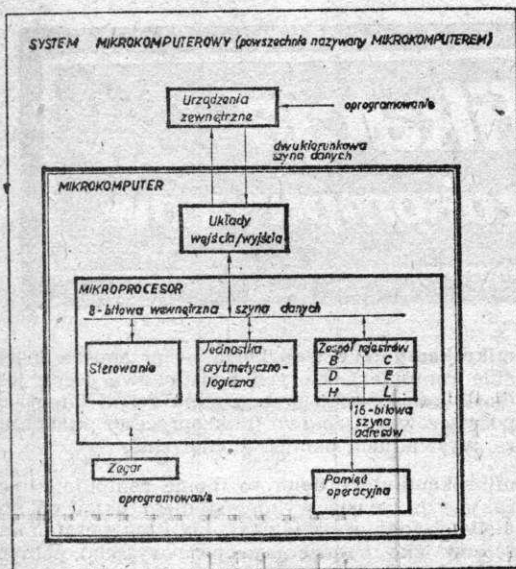 SYSTEM MIKROKOMPUTEROWY (powszechnie nazywany MIKROKOMPUTEREM)
Urządzenia
zewnętrzne
oprogramowanie
dwukierunkowa
szyna danych
MIKROKOMPUTER
Układy
wejścia/wyjścia
MIKROPROCESOR
8-bitowa wewnętrzna szyna danych
Sterowanie
Jednostka
arytmetyczno-
logiczna
Zespół rejestrów
B C
D E
H L
16-bitowa
szyna
adresów
Zegar
oprogramowanie
Pamięć
operacyjna